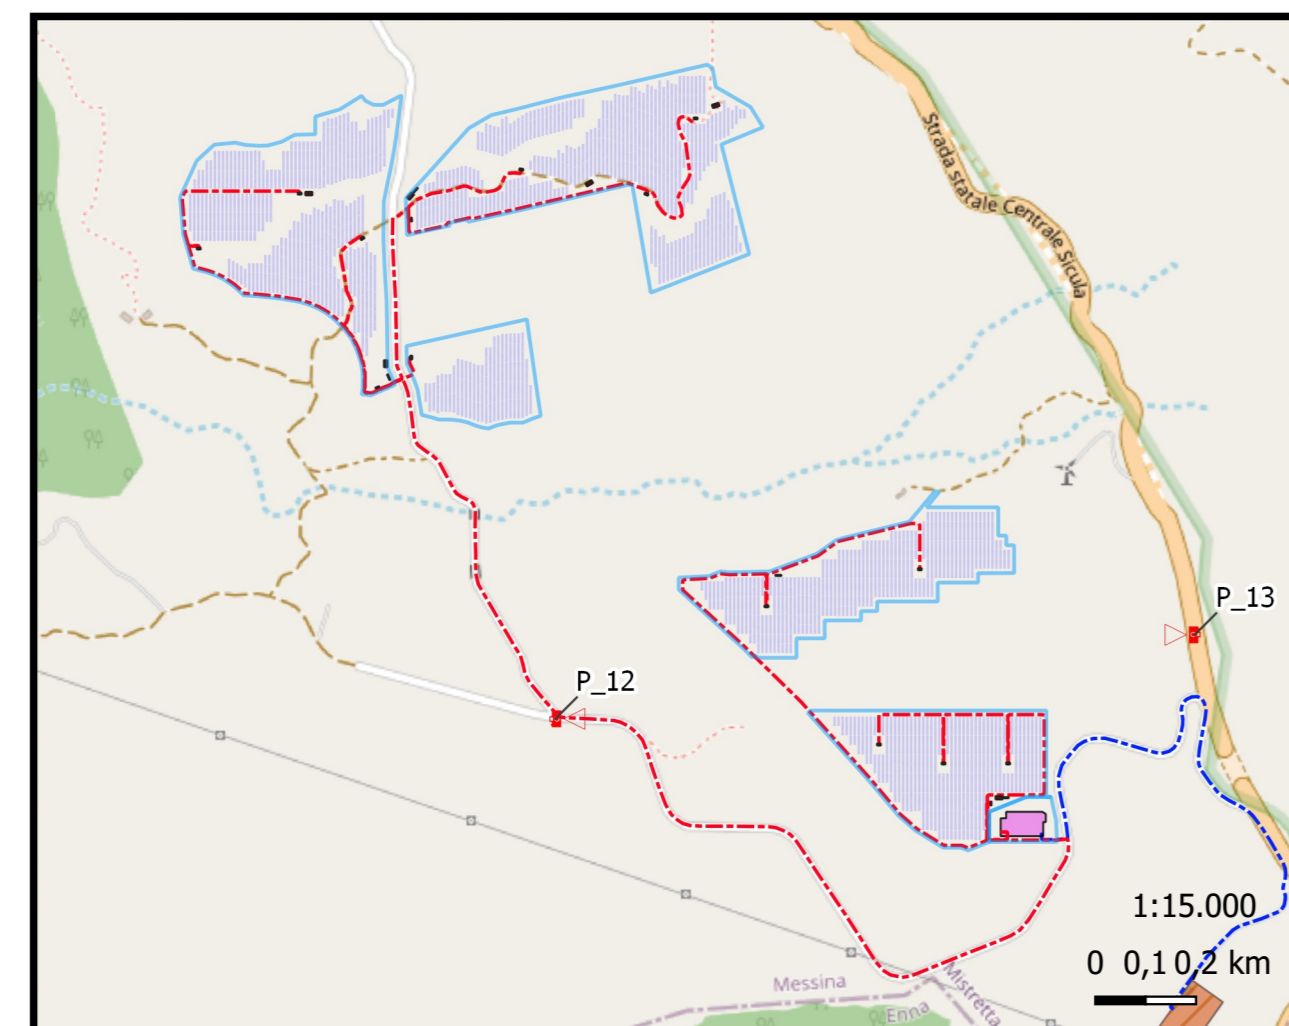 Strada statale Centrale Sicula
P_13
P_12
1:15.000
0 0,1 0,2 km
Messina
Mistretta
Enna